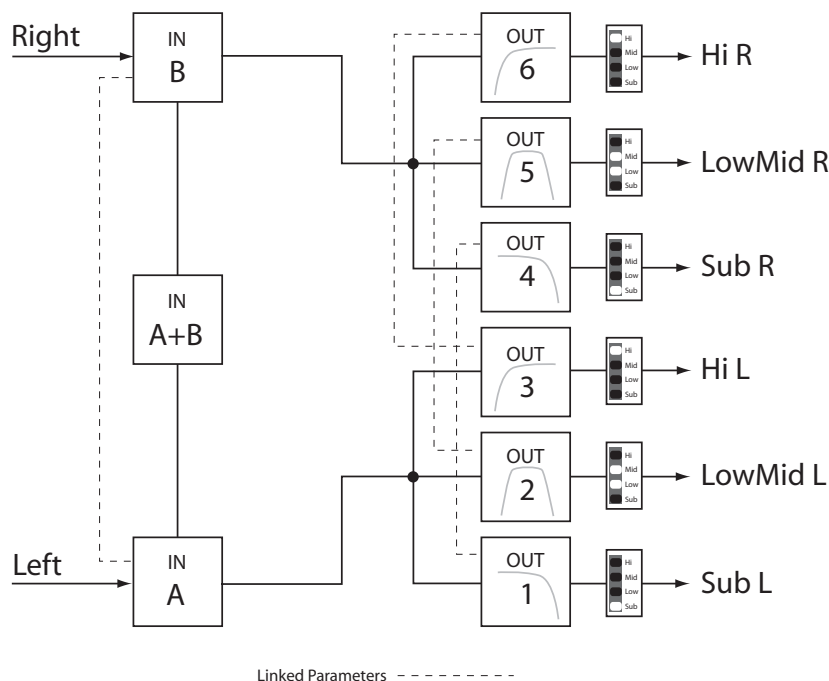 Right
IN
B
OUT
6
Hi
Mid
Low
Sub
Hi R
OUT
5
Hi
Mid
Low
Sub
LowMid R
OUT
4
Hi
Mid
Low
Sub
Sub R
IN
A+B
OUT
3
Hi
Mid
Low
Sub
Hi L
OUT
2
Hi
Mid
Low
Sub
LowMid L
Left
IN
A
OUT
1
Hi
Mid
Low
Sub
Sub L
Linked Parameters